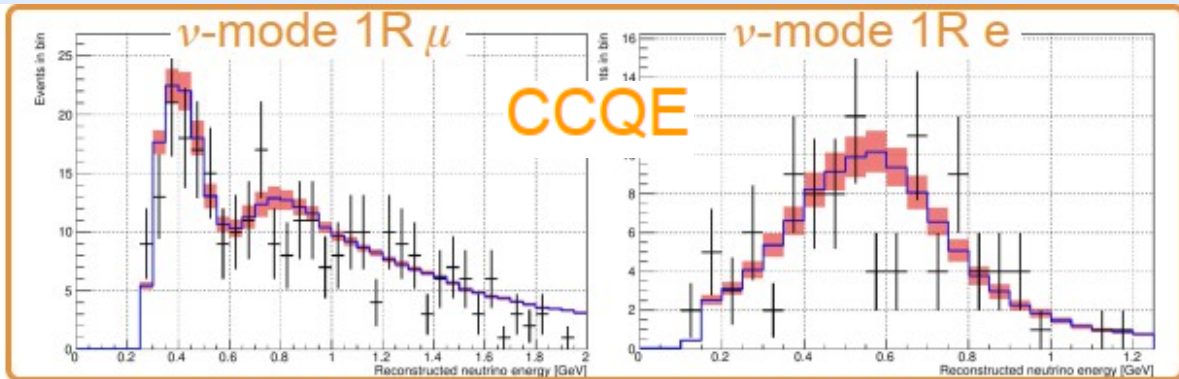 ν-mode 1R μ
ν-mode 1R e
CCQE
Events in bin
25
20
15
10
5
0
0 0.2 0.4 0.6 0.8 1 1.2 1.4 1.6 1.8 2
Reconstructed neutrino energy [GeV]
16
14
8
6
4
2
0
0 0.2 0.4 0.6 0.8 1 1.2
Reconstructed neutrino energy [GeV]